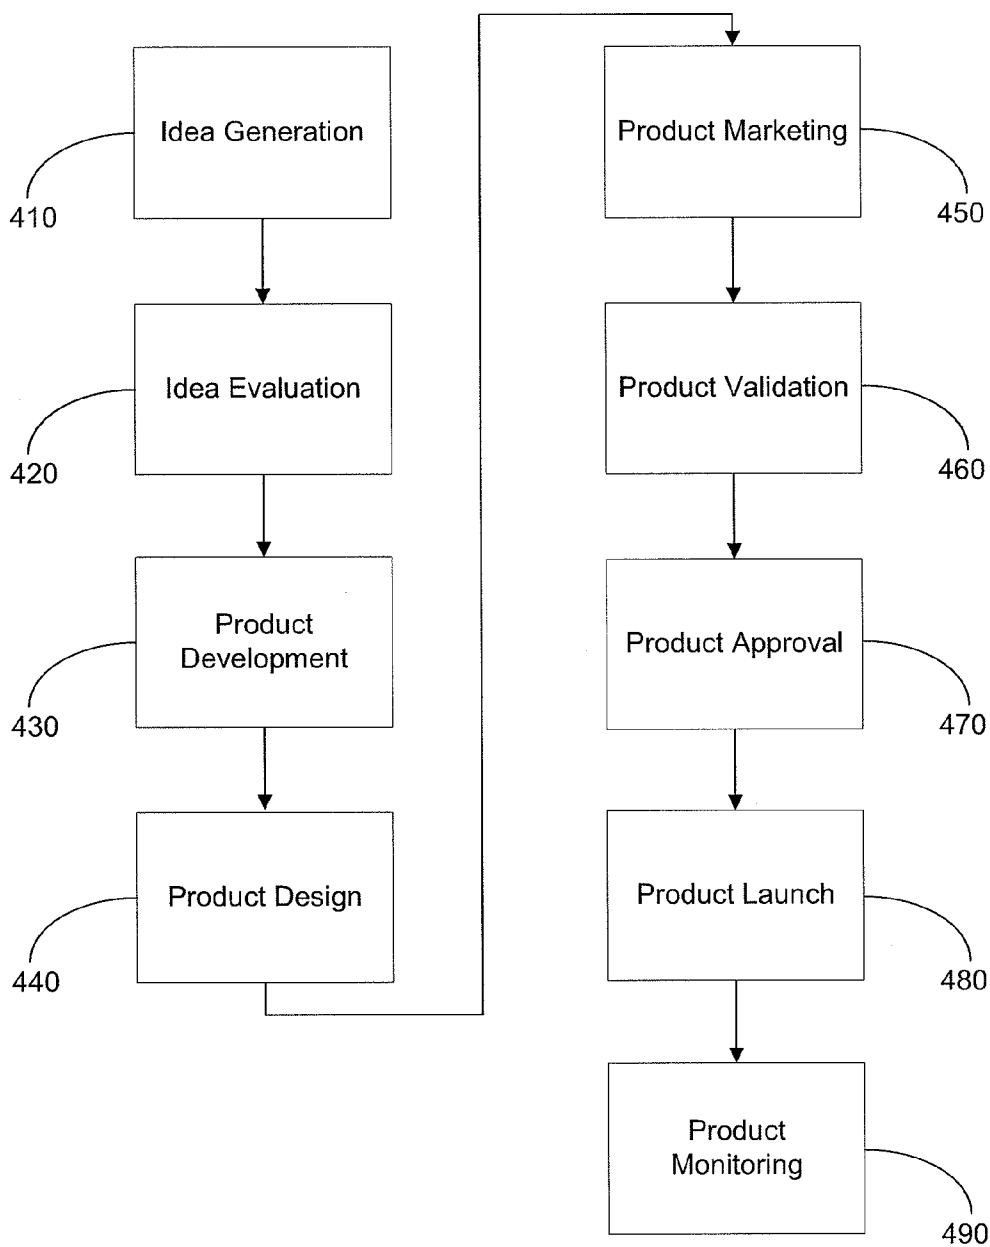 Idea Generation
410
Idea Evaluation
420
Product
Development
430
Product Design
440
Product Marketing
450
Product Validation
460
Product Approval
470
Product Launch
480
Product
Monitoring
490